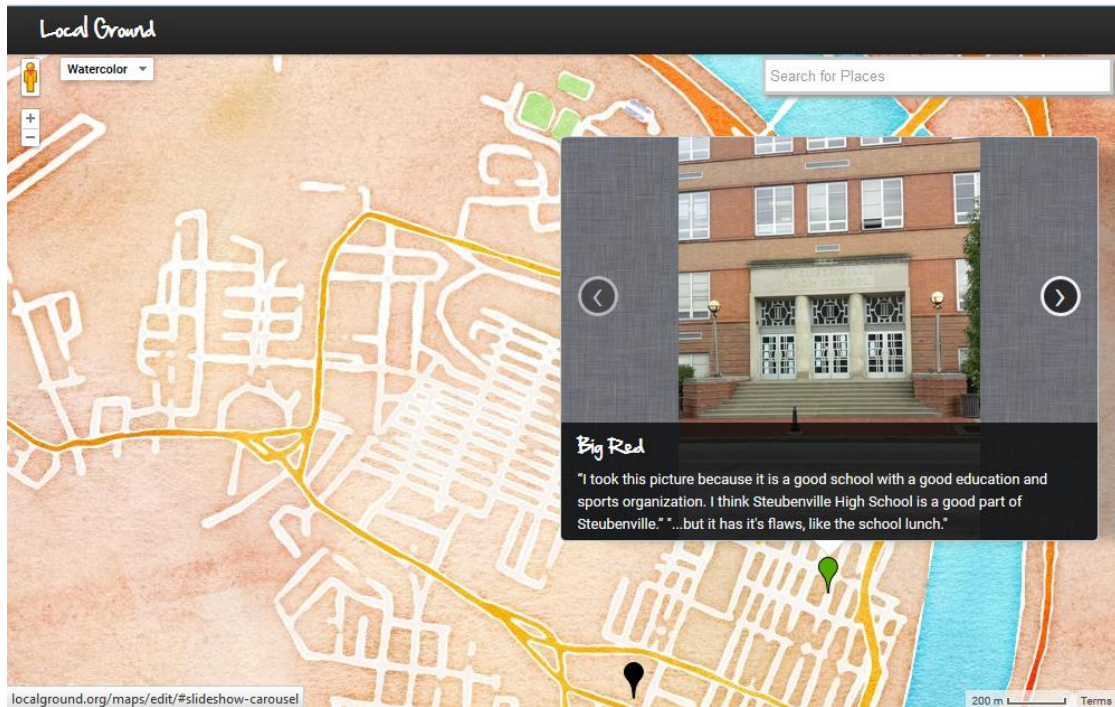 Local Ground
Watercolor
Search for Places
+
−
STEUBENVILLE
Big Red
“I took this picture because it is a good school with a good education and
sports organization. I think Steubenville High School is a good part of
Steubenville.” "...but it has it's flaws, like the school lunch."
localground.org/maps/edit/#slideshow-carousel
200 m
Terms